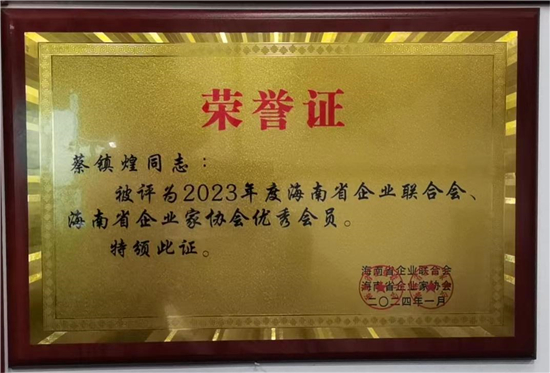 荣誉证
蔡镇煌同志：
被评为2023年度海南省企业联合会、
海南省企业家协会优秀会员。
特颁此证。
海南省企业联合会
海南省企业家协会
二〇二四年一月